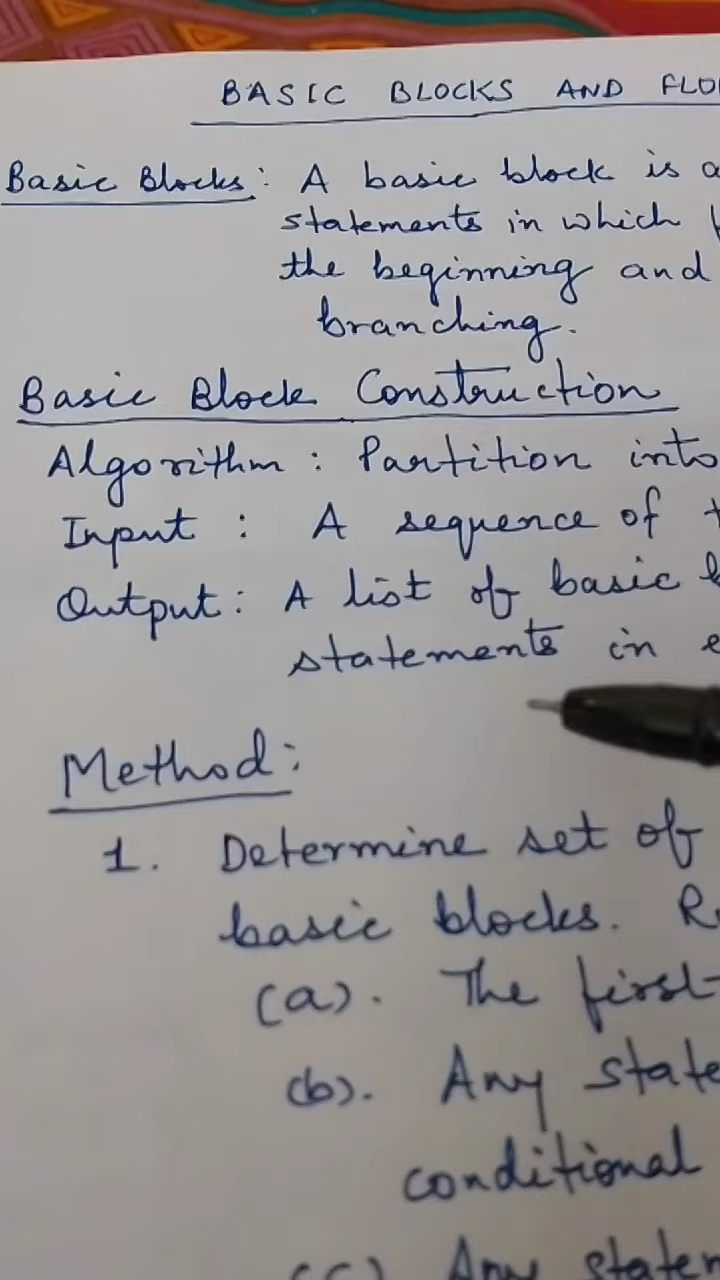 BASIC BLOCKS AND
Basic Blocks: A basic block is a
statements in which
the beginning and
branching.
Basic Block Construction
Algorithm: Partition into
Input: A sequence of
Output: A list of basic
statements in
Method:
1. Determine set of
basic blocks.
(a). The first
(b). Any
conditional
(c) Any